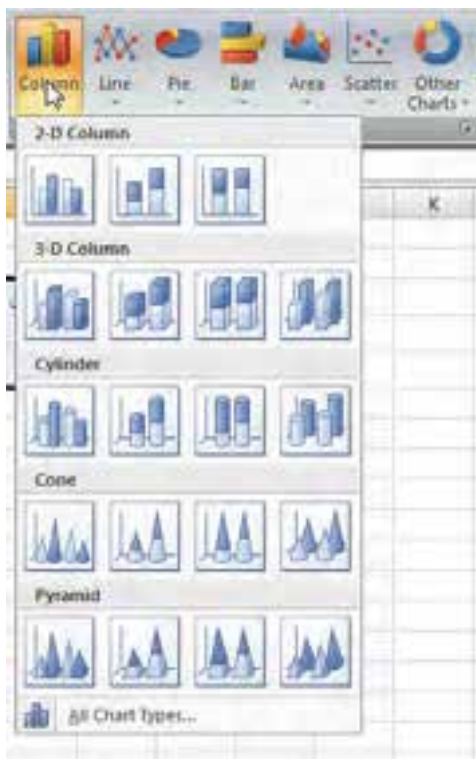 Column Line Pie Bar Area Scatter Other
Charts
2-D Column
K
3-D Column
Cylinder
Cone
Pyramid
All Chart Types...